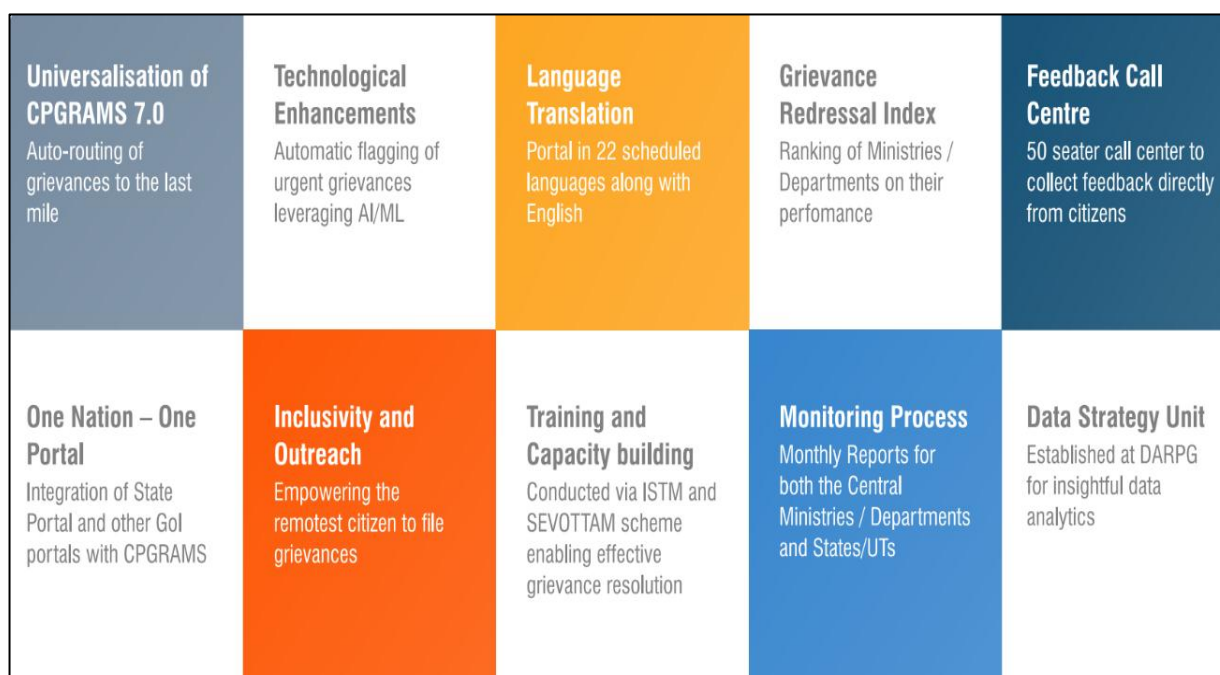 Universalisation of
CPGRAMS 7.0
Auto-routing of
grievances to the last
mile
Technological
Enhancements
Automatic flagging of
urgent grievances
leveraging AI/ML
Language
Translation
Portal in 22 scheduled
languages along with
English
Grievance
Redressal Index
Ranking of Ministries /
Departments on their
perfomance
Feedback Call
Centre
50 seater call center to
collect feedback directly
from citizens
One Nation – One
Portal
Integration of State
Portal and other GoI
portals with CPGRAMS
Inclusivity and
Outreach
Empowering the
remotest citizen to file
grievances
Training and
Capacity building
Conducted via ISTM and
SEVOTTAM scheme
enabling effective
grievance resolution
Monitoring Process
Monthly Reports for
both the Central
Ministries / Departments
and States/UTs
Data Strategy Unit
Established at DARPG
for insightful data
analytics